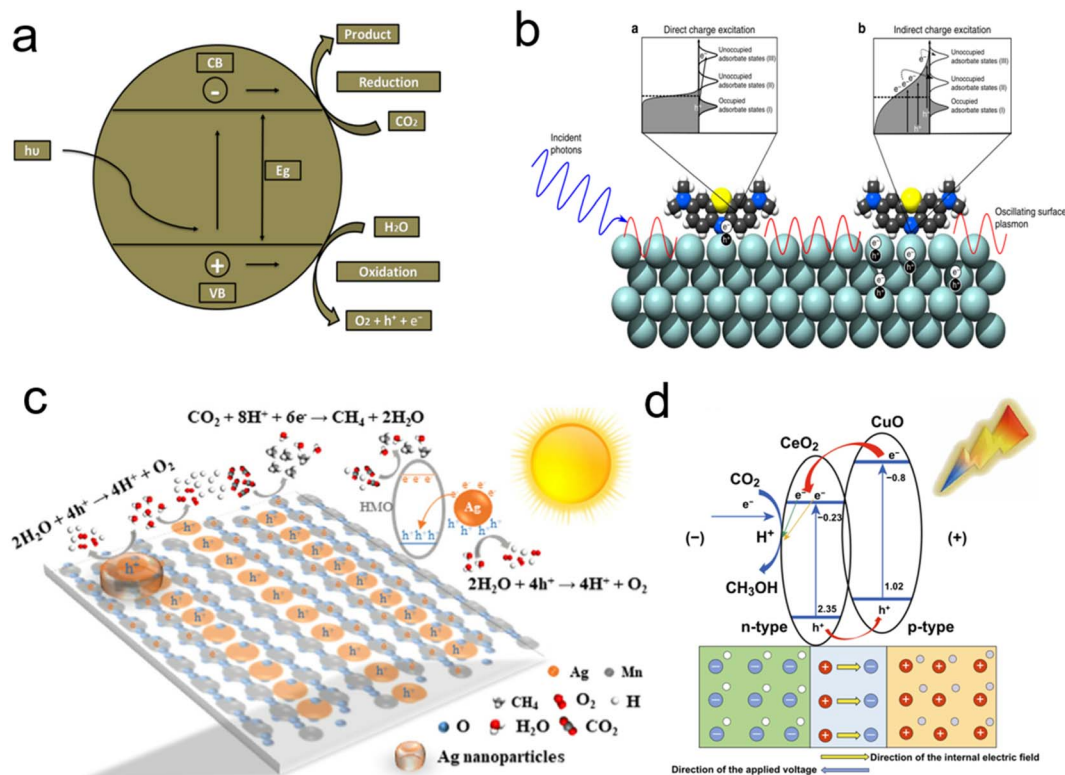 a
CB
-
hυ
Eg
+
VB
Product
Reduction
CO₂
H₂O
Oxidation
O₂ + h⁺ + e⁻
b
a
Direct charge excitation
e⁻
Unoccupied
adsorbate states (III)
Unoccupied
adsorbate states (II)
Occupied
adsorbate states (I)
h⁺
b
Indirect charge excitation
e⁻
Unoccupied
adsorbate states (III)
e⁻ e⁻
Unoccupied
adsorbate states (II)
Occupied
adsorbate states (I)
h⁺
h⁺
Incident
photons
Oscillating surface
plasmon
e⁻
h⁺
e⁻
h⁺
e⁻
h⁺
e⁻
h⁺
e⁻
h⁺
c
CO₂ + 8H⁺ + 6e⁻ → CH₄ + 2H₂O
2H₂O + 4h⁺ → 4H⁺ + O₂
HMO
e⁻ e⁻ e⁻ e⁻
Ag
h⁺ h⁺ h⁺
h⁺ h⁺ h⁺
2H₂O + 4h⁺ → 4H⁺ + O₂
h⁺
Ag Mn
CH₄ O₂ H
O H₂O CO₂
Ag nanoparticles
d
CuO
CeO₂
e⁻
−0.8
CO₂
e⁻
e⁻ e⁻
−0.23
(−)
H⁺
(+)
CH₃OH
1.02
2.35
h⁺
n-type
h⁺
p-type
Direction of the internal electric field
Direction of the applied voltage